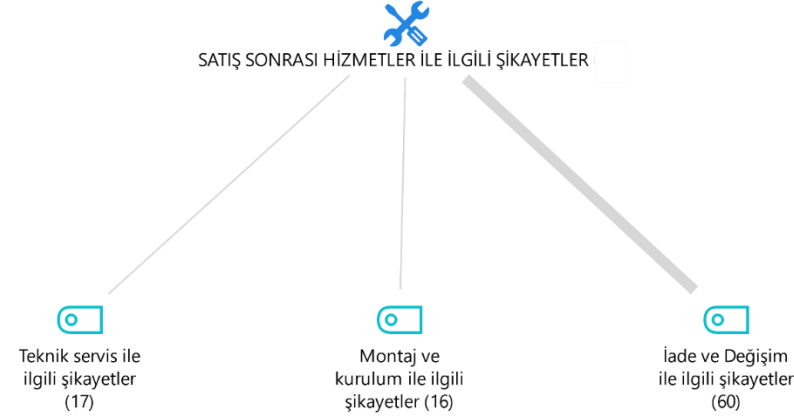 SATIŞ SONRASI HİZMETLER İLE İLGİLİ ŞİKAYETLER
Teknik servis ile
ilgili şikayetler
(17)
Montaj ve
kurulum ile ilgili
şikayetler (16)
İade ve Değişim
ile ilgili şikayetler
(60)